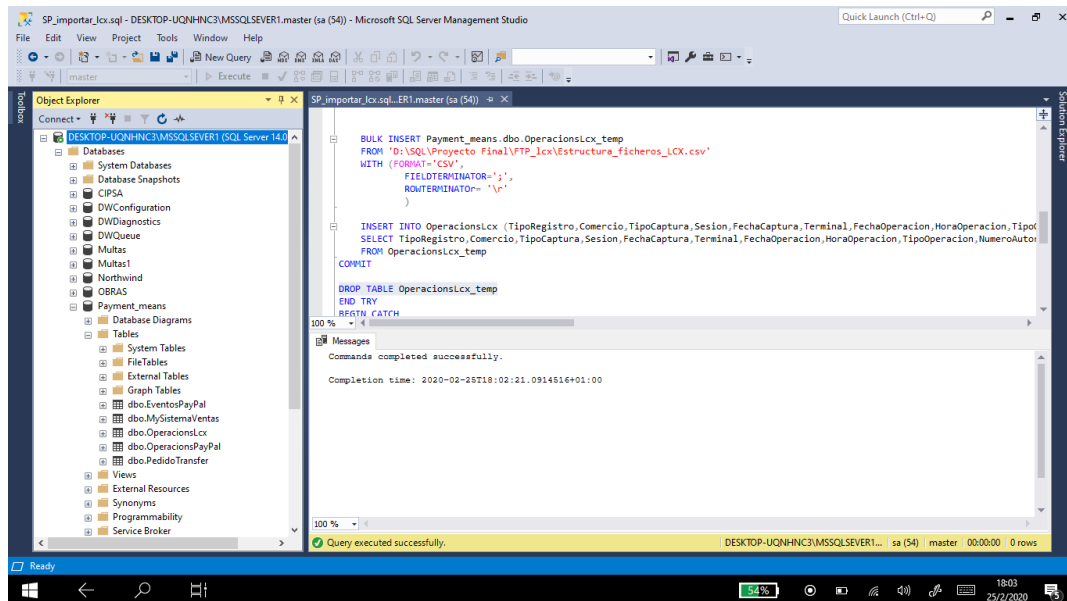 SP_importar_lcx.sql - DESKTOP-UQNHNC3\MSSQLSEVER1.master (sa (54)) - Microsoft SQL Server Management Studio
Quick Launch (Ctrl+Q)
File Edit View Project Tools Window Help
New Query
master
Execute
Toolbox
Object Explorer
SP_importar_lcx.sql...ER1.master (sa (54))
Solution Explorer
Connect
DESKTOP-UQNHNC3\MSSQLSEVER1 (SQL Server 14.0
Databases
System Databases
Database Snapshots
CIPSA
DWConfiguration
DWDiagnostics
DWQueue
Multas
Multas1
Northwind
OBRAS
Payment_means
Database Diagrams
Tables
System Tables
FileTables
External Tables
Graph Tables
dbo.EventosPayPal
dbo.MySistemaVentas
dbo.OperacionsLcx
dbo.OperacionsPayPal
dbo.PedidoTransfer
Views
External Resources
Synonyms
Programmability
Service Broker
BULK INSERT Payment_means.dbo.OperacionsLcx_temp
FROM 'D:\SQL\Proyecto Final\FTP_lcx\Estructura_ficheros_LCX.csv'
WITH (FORMAT='CSV',
FIELDTERMINATOR=';',
ROWTERMINATOr= '\r'
)
INSERT INTO OperacionsLcx (TipoRegistro,Comercio,TipoCaptura,Sesion,FechaCaptura,Terminal,FechaOperacion,HoraOperacion,TipoO
SELECT TipoRegistro,Comercio,TipoCaptura,Sesion,FechaCaptura,Terminal,FechaOperacion,HoraOperacion,TipoOperacion,NumeroAutor
FROM OperacionsLcx_temp
COMMIT
DROP TABLE OperacionsLcx_temp
END TRY
BEGIN CATCH
100 %
Messages
Commands completed successfully.
Completion time: 2020-02-25T18:02:21.0914516+01:00
100 %
Query executed successfully.
DESKTOP-UQNHNC3\MSSQLSEVER1... sa (54) master 00:00:00 0 rows
Ready
54%
18:03
25/2/2020